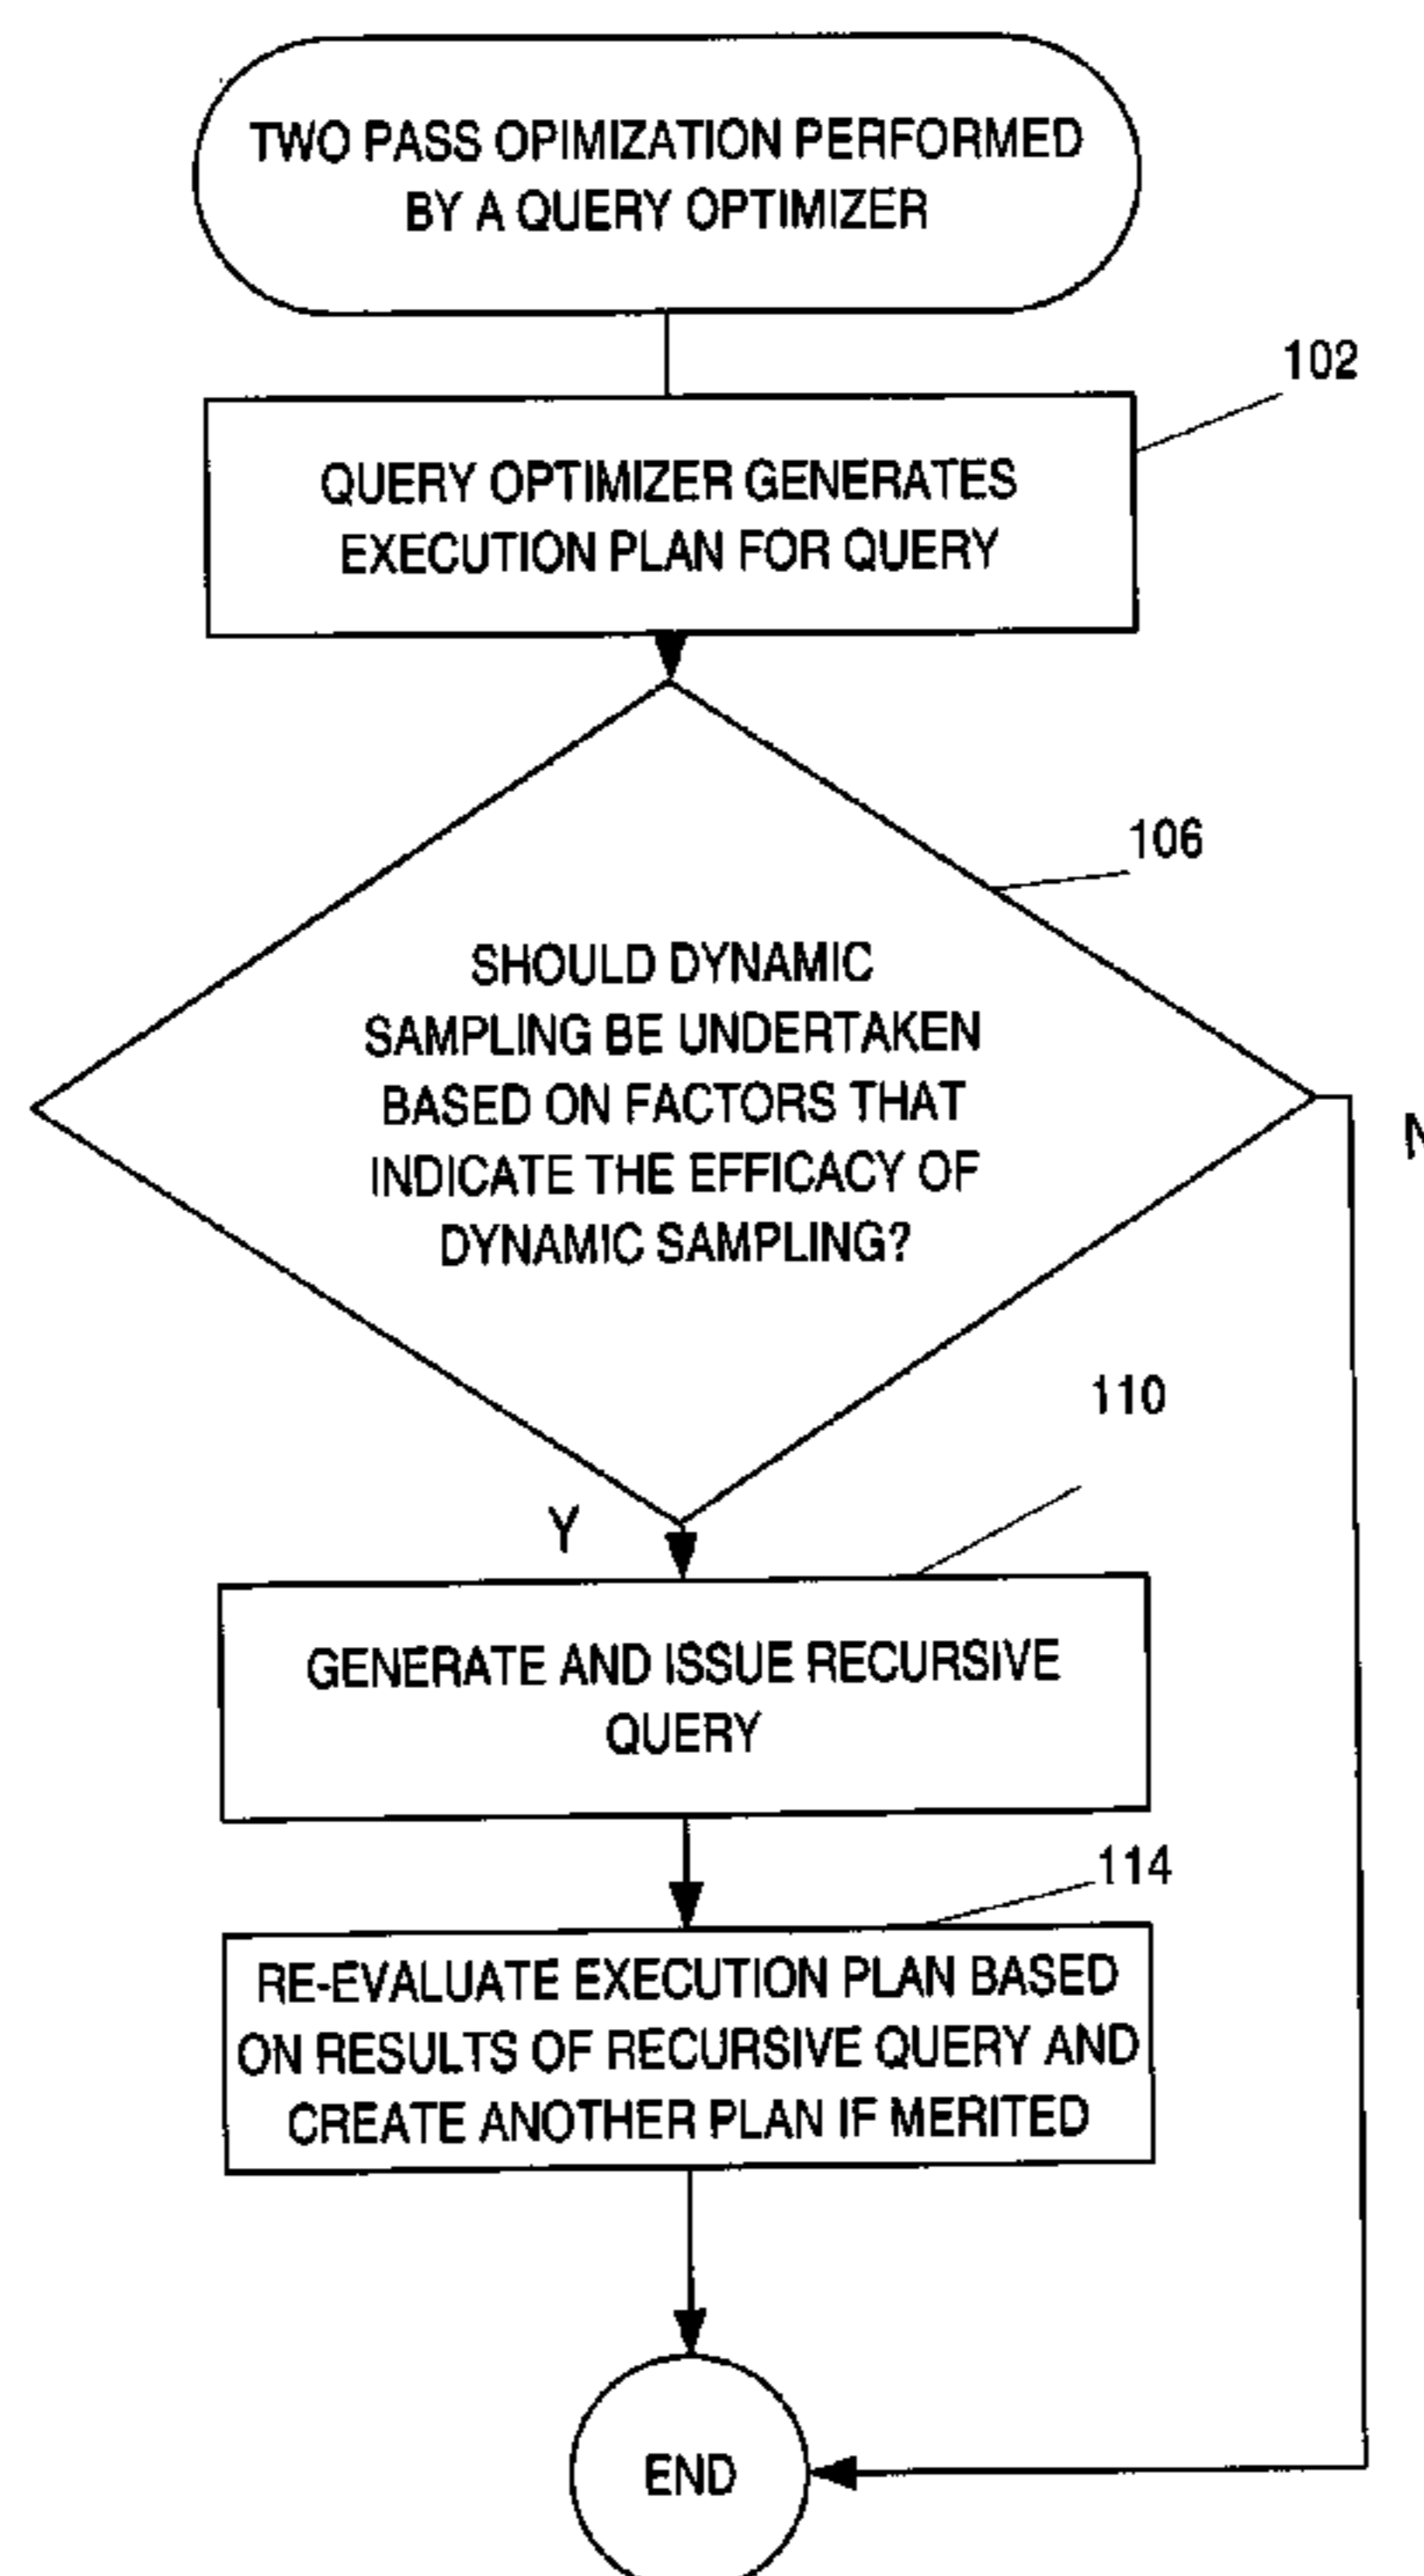 TWO PASS OPIMIZATION PERFORMED
BY A QUERY OPTIMIZER
102
QUERY OPTIMIZER GENERATES
EXECUTION PLAN FOR QUERY
106
SHOULD DYNAMIC
SAMPLING BE UNDERTAKEN
BASED ON FACTORS THAT
INDICATE THE EFFICACY OF
DYNAMIC SAMPLING?
N
110
Y
GENERATE AND ISSUE RECURSIVE
QUERY
114
RE-EVALUATE EXECUTION PLAN BASED
ON RESULTS OF RECURSIVE QUERY AND
CREATE ANOTHER PLAN IF MERITED
END